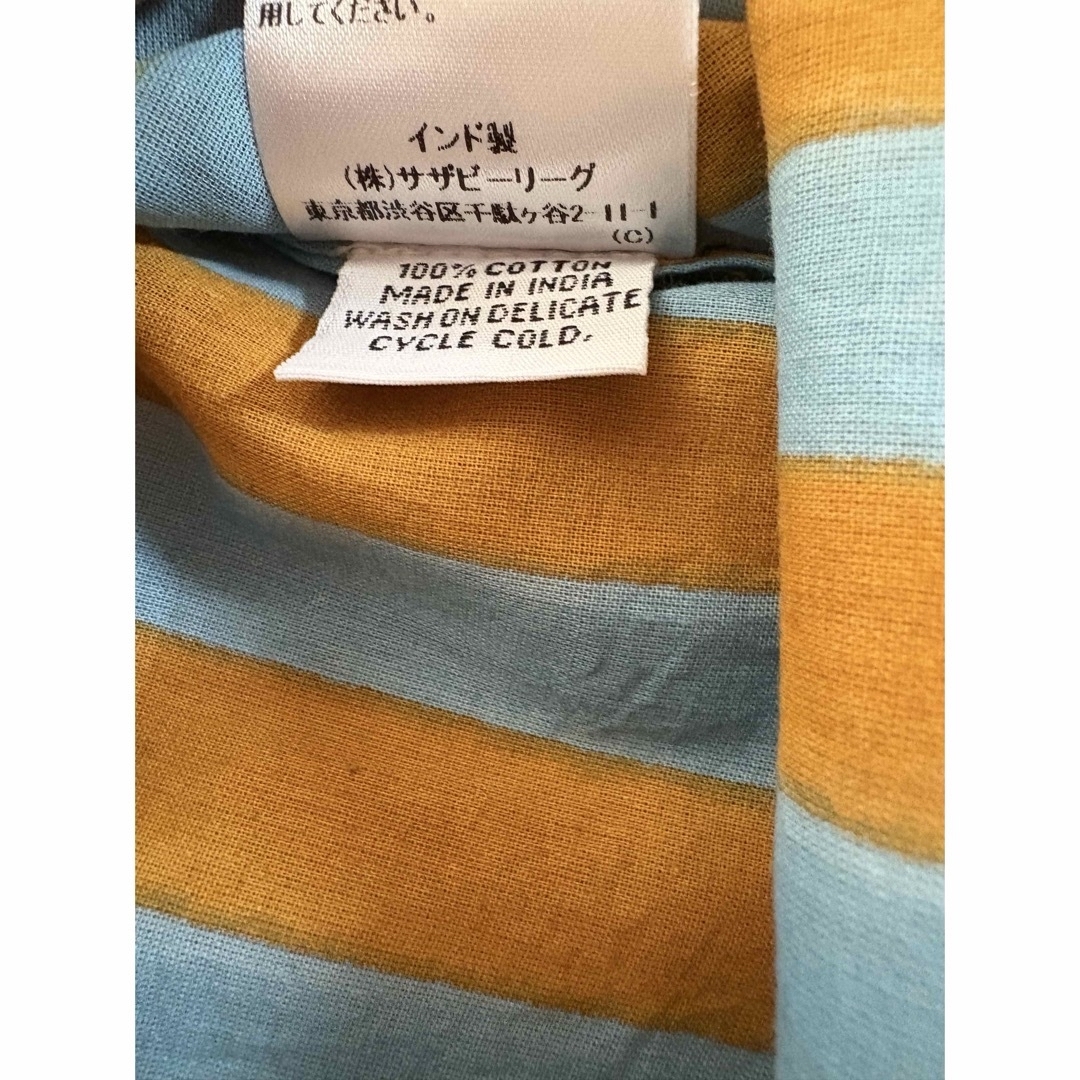 用してください。
インド製
(株)サザビーリーグ
東京都渋谷区千駄ヶ谷2-11-1
(C)
100% COTTON
MADE IN INDIA
WASH ON DELICATE
CYCLE COLD.